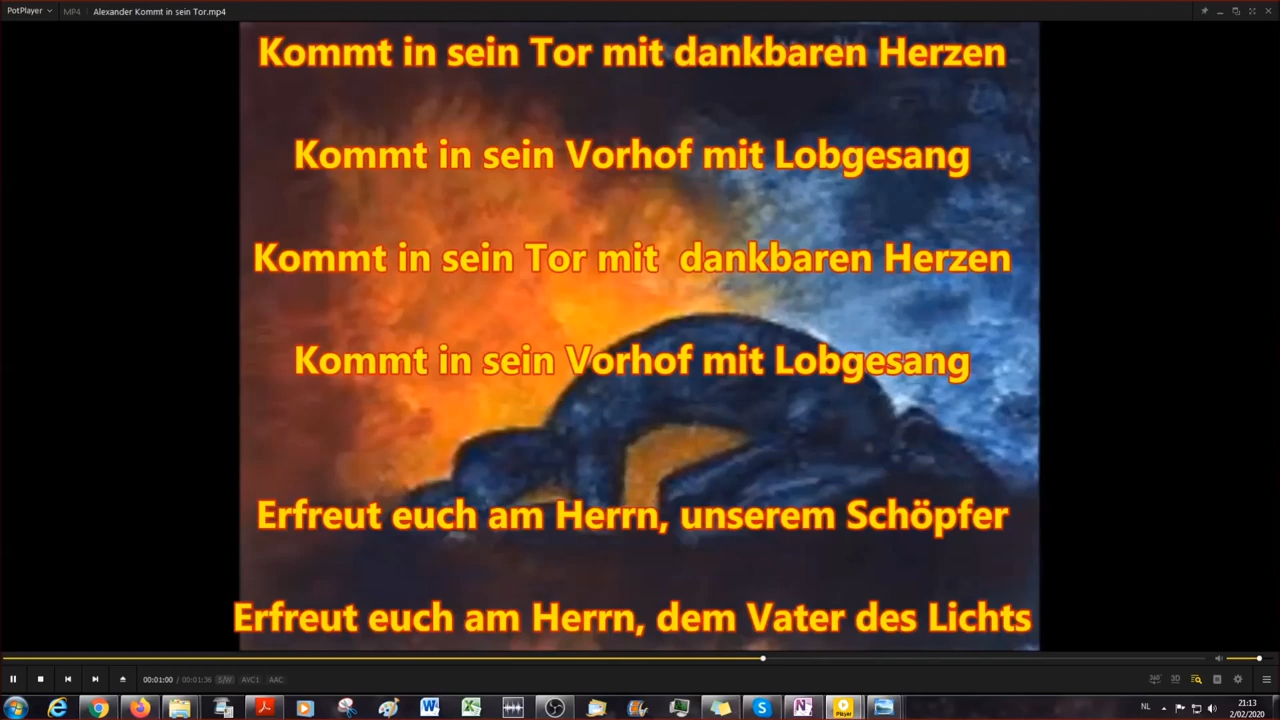 PotPlayer MP4 Alexander Kommt in sein Tor.mp4
Kommt in sein Tor mit dankbaren Herzen
Kommt in sein Vorhof mit Lobgesang
Kommt in sein Tor mit dankbaren Herzen
Kommt in sein Vorhof mit Lobgesang
Erfreut euch am Herrn, unserem Schöpfer
Erfreut euch am Herrn, dem Vater des Lichts
00:01:00 / 00:01:36 S/W AVC1 AAC
360° 3D
NL 21:13
2/02/2020